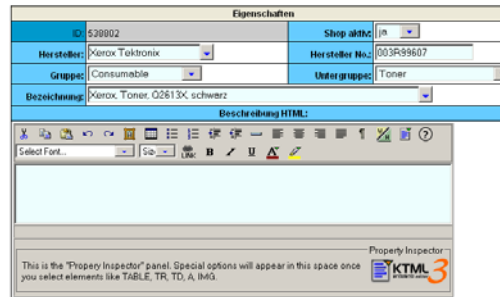 Eigenschaften
ID: 538802 Shop aktiv: ja
Hersteller: Xerox Tektronix Hersteller No.: 003R99607
Gruppe: Consumable Untergruppe: Toner
Bezeichnung: Xerox, Toner, Q2613X, schwarz
Beschreibung HTML:
Select Font... Size LINK B I U A
Property Inspector
This is the "Propery Inspector" panel. Special options will appear in this space once
you select elements like TABLE, TR, TD, A, IMG.
KTML 3